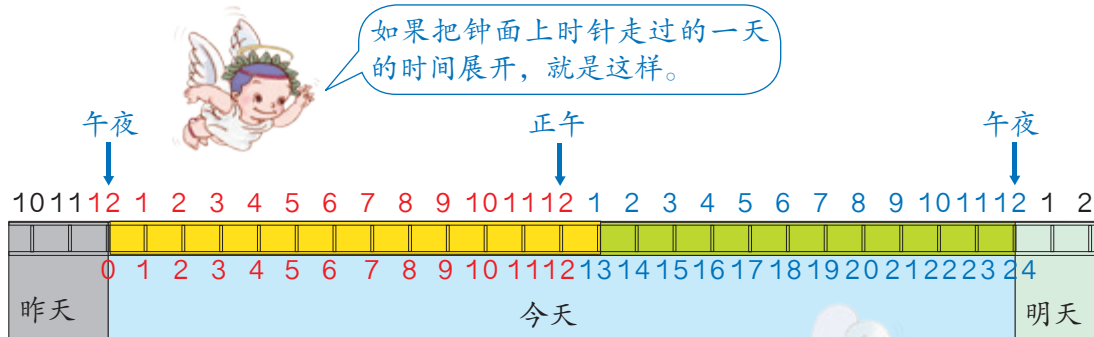 如果把钟面上时针走过的一天
的时间展开，就是这样。
午夜 正午 午夜
10 11 12 1 2 3 4 5 6 7 8 9 10 11 12 1 2 3 4 5 6 7 8 9 10 11 12 1 2
0 1 2 3 4 5 6 7 8 9 10 11 12 13 14 15 16 17 18 19 20 21 22 23 24
昨天 今天 明天